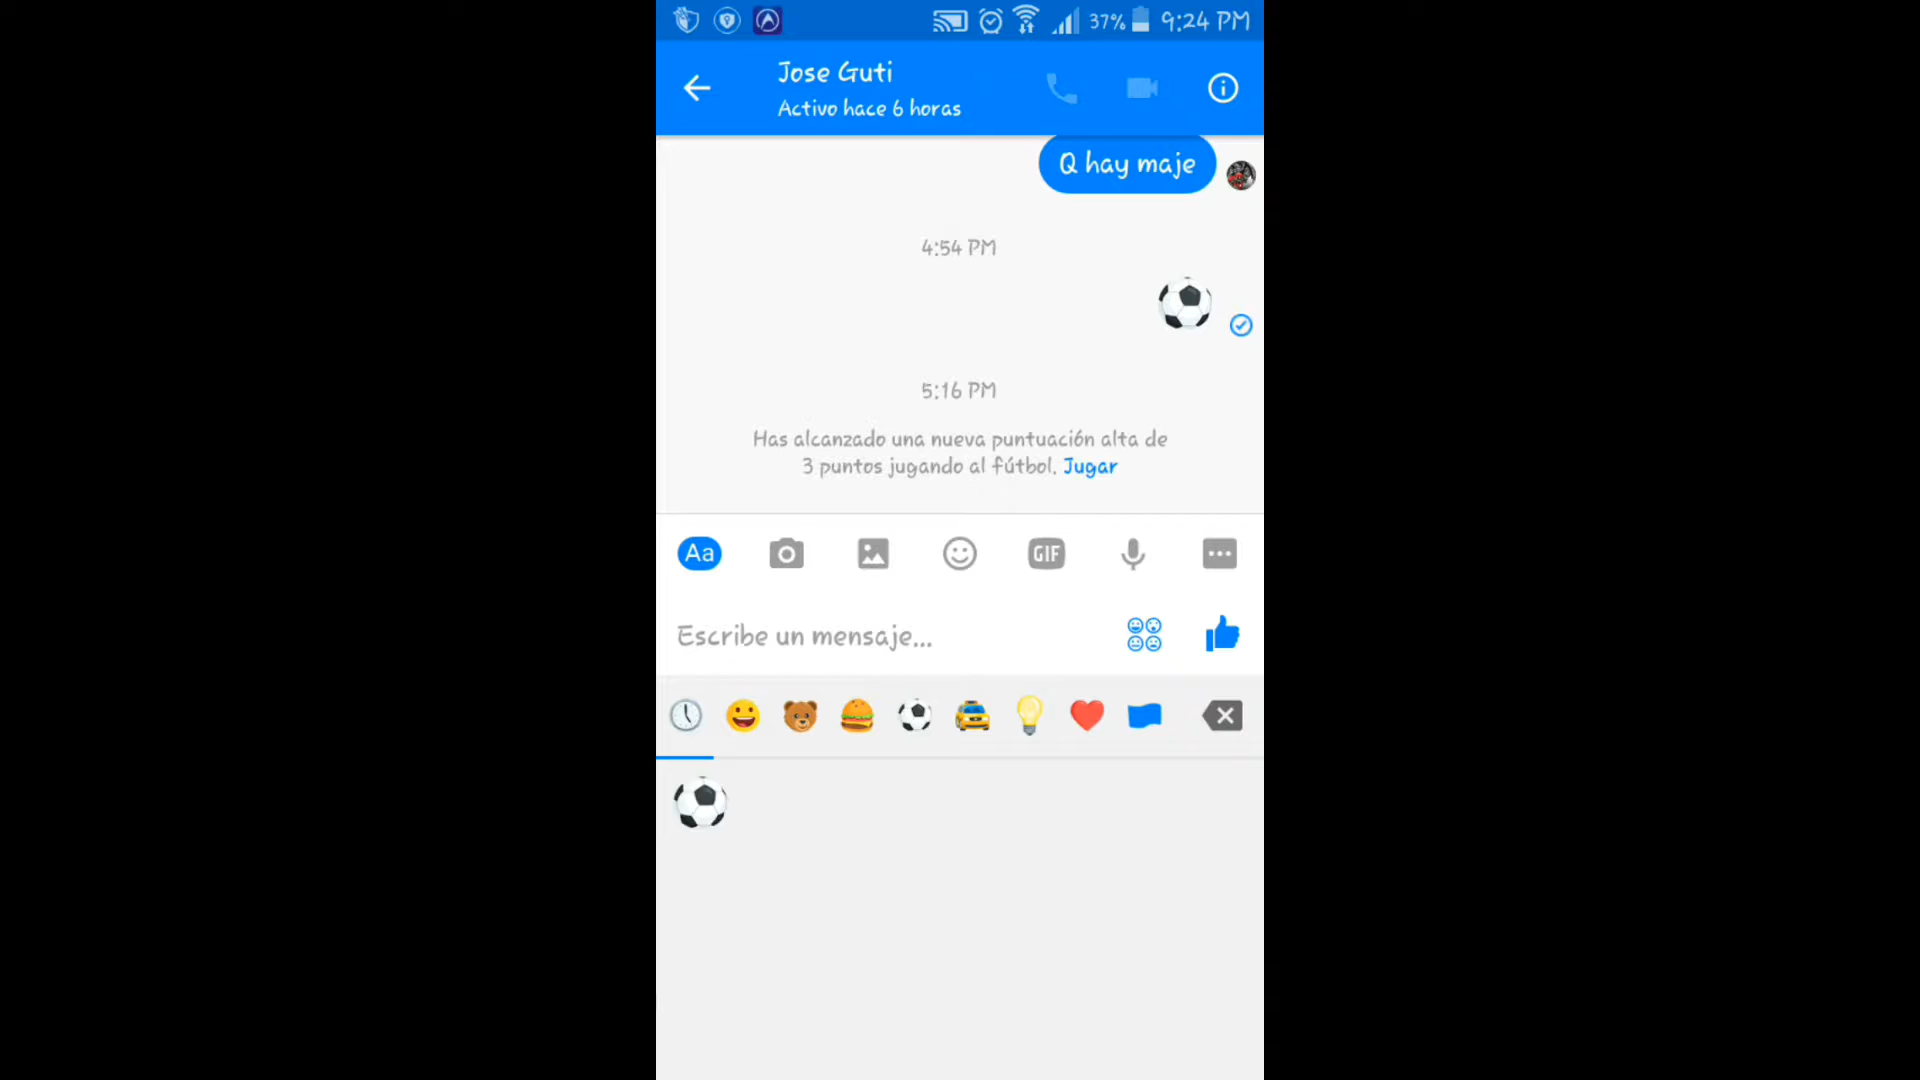 37% 9:24 PM
Jose Guti
Activo hace 6 horas
Q hay maje
4:54 PM
5:16 PM
Has alcanzado una nueva puntuación alta de
3 puntos jugando al fútbol. Jugar
Aa GIF
Escribe un mensaje...